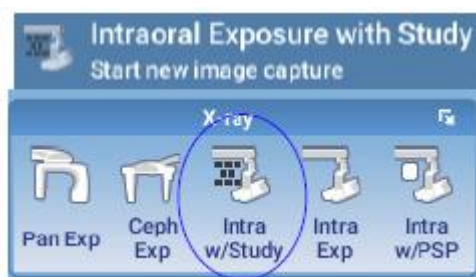 Intraoral Exposure with Study
Start new image capture
X-ray
Pan Exp
Ceph Exp
Intra w/Study
Intra Exp
Intra w/PSP